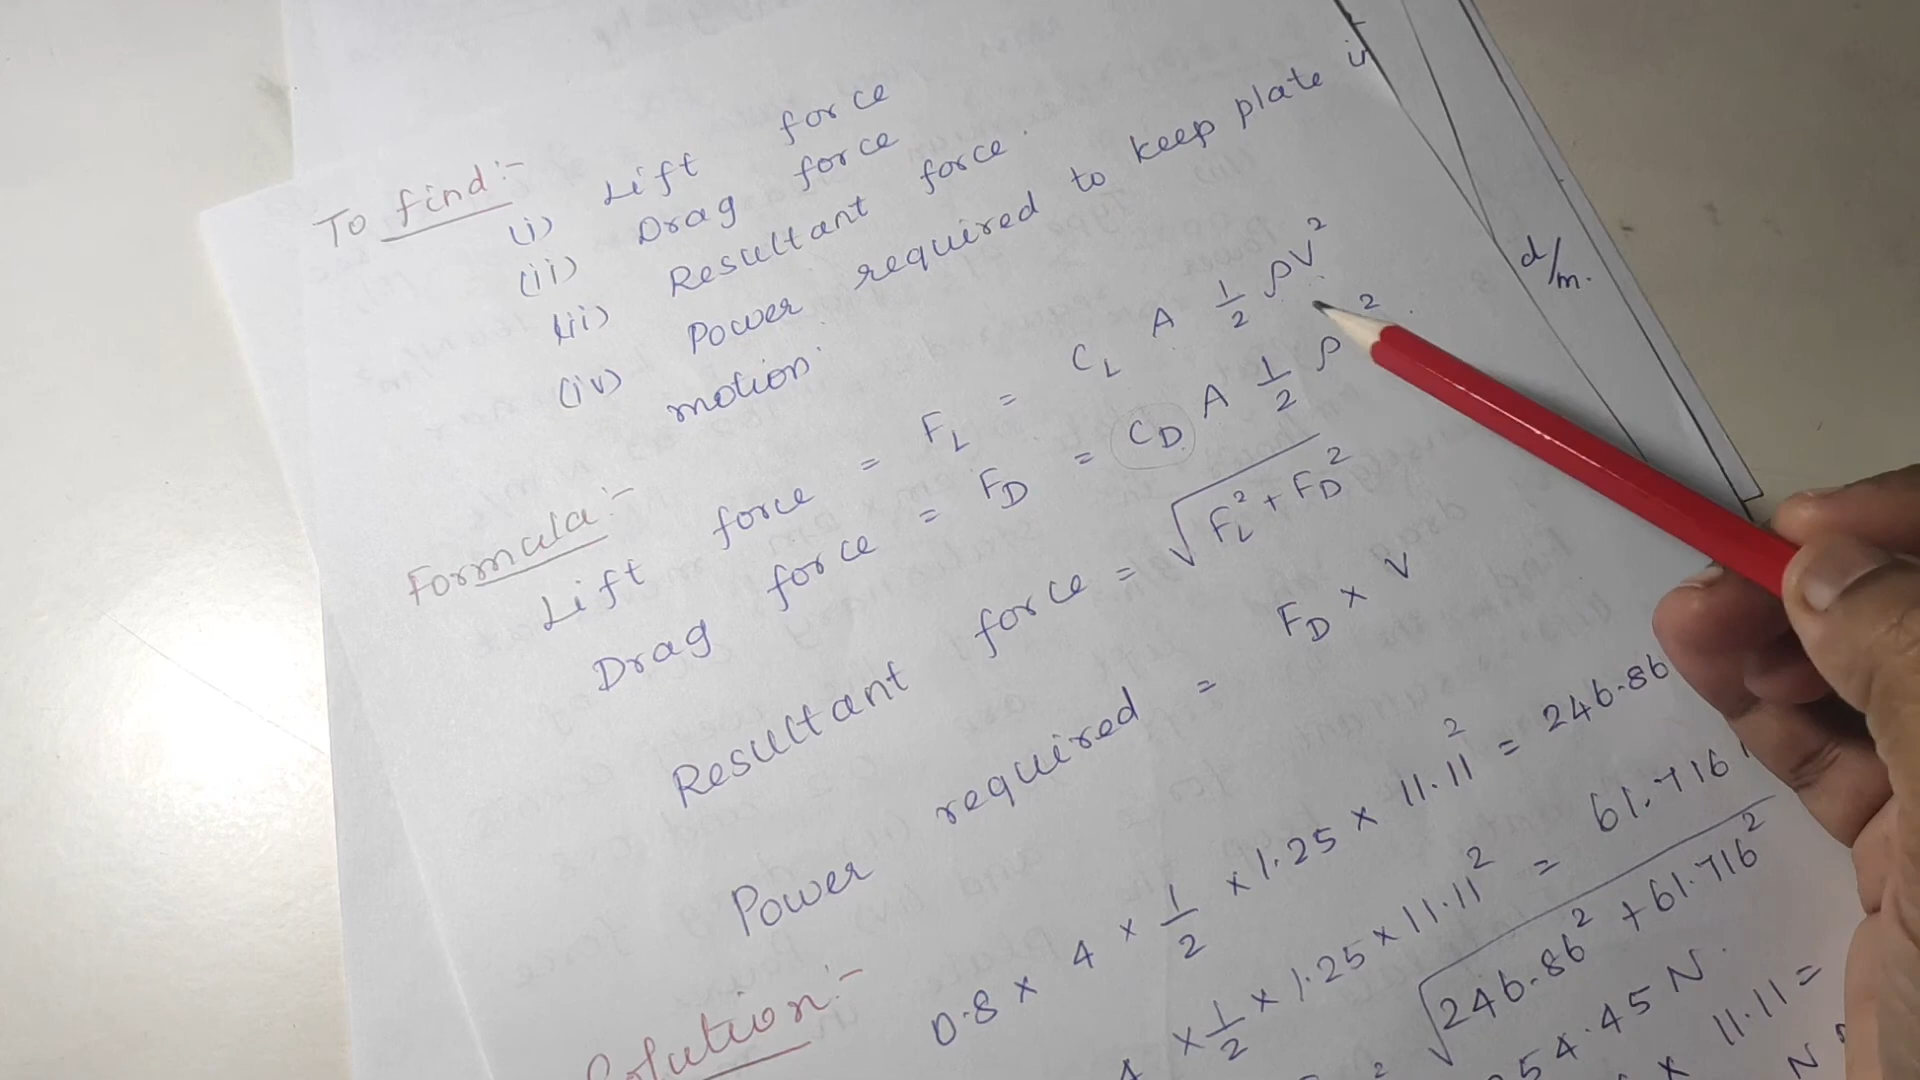 To find:-
(i) Lift force
(ii) Drag force
(iii) Resultant force.
(iv) Power required to keep plate in
motion.
Formula:-
Lift force = FL = CL A 1/2 ρV²
Drag force = FD = CD A 1/2 ρ ²
Resultant force = √FL² + FD²
Power required = FD × V
Solution:-
0.8 × 4 × 1/2 × 1.25 × 11.11² = 246.86
4 × 1/2 × 1.25 × 11.11² = 61.716
√246.86² + 61.716²
54.45 N.
× 11.11 =
N
d/m.